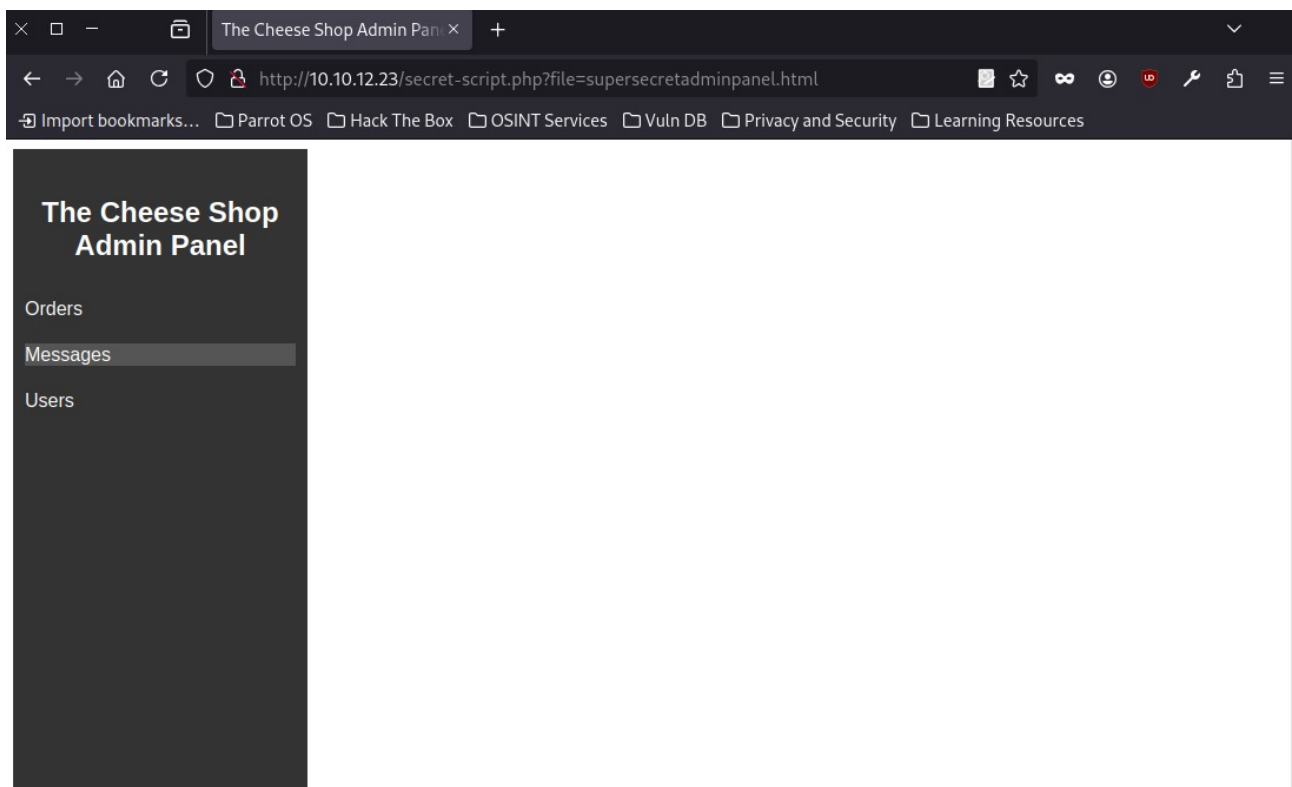 The Cheese Shop Admin Pan
http://10.10.12.23/secret-script.php?file=supersecretadminpanel.html
Import bookmarks... Parrot OS Hack The Box OSINT Services Vuln DB Privacy and Security Learning Resources
The Cheese Shop
Admin Panel
Orders
Messages
Users